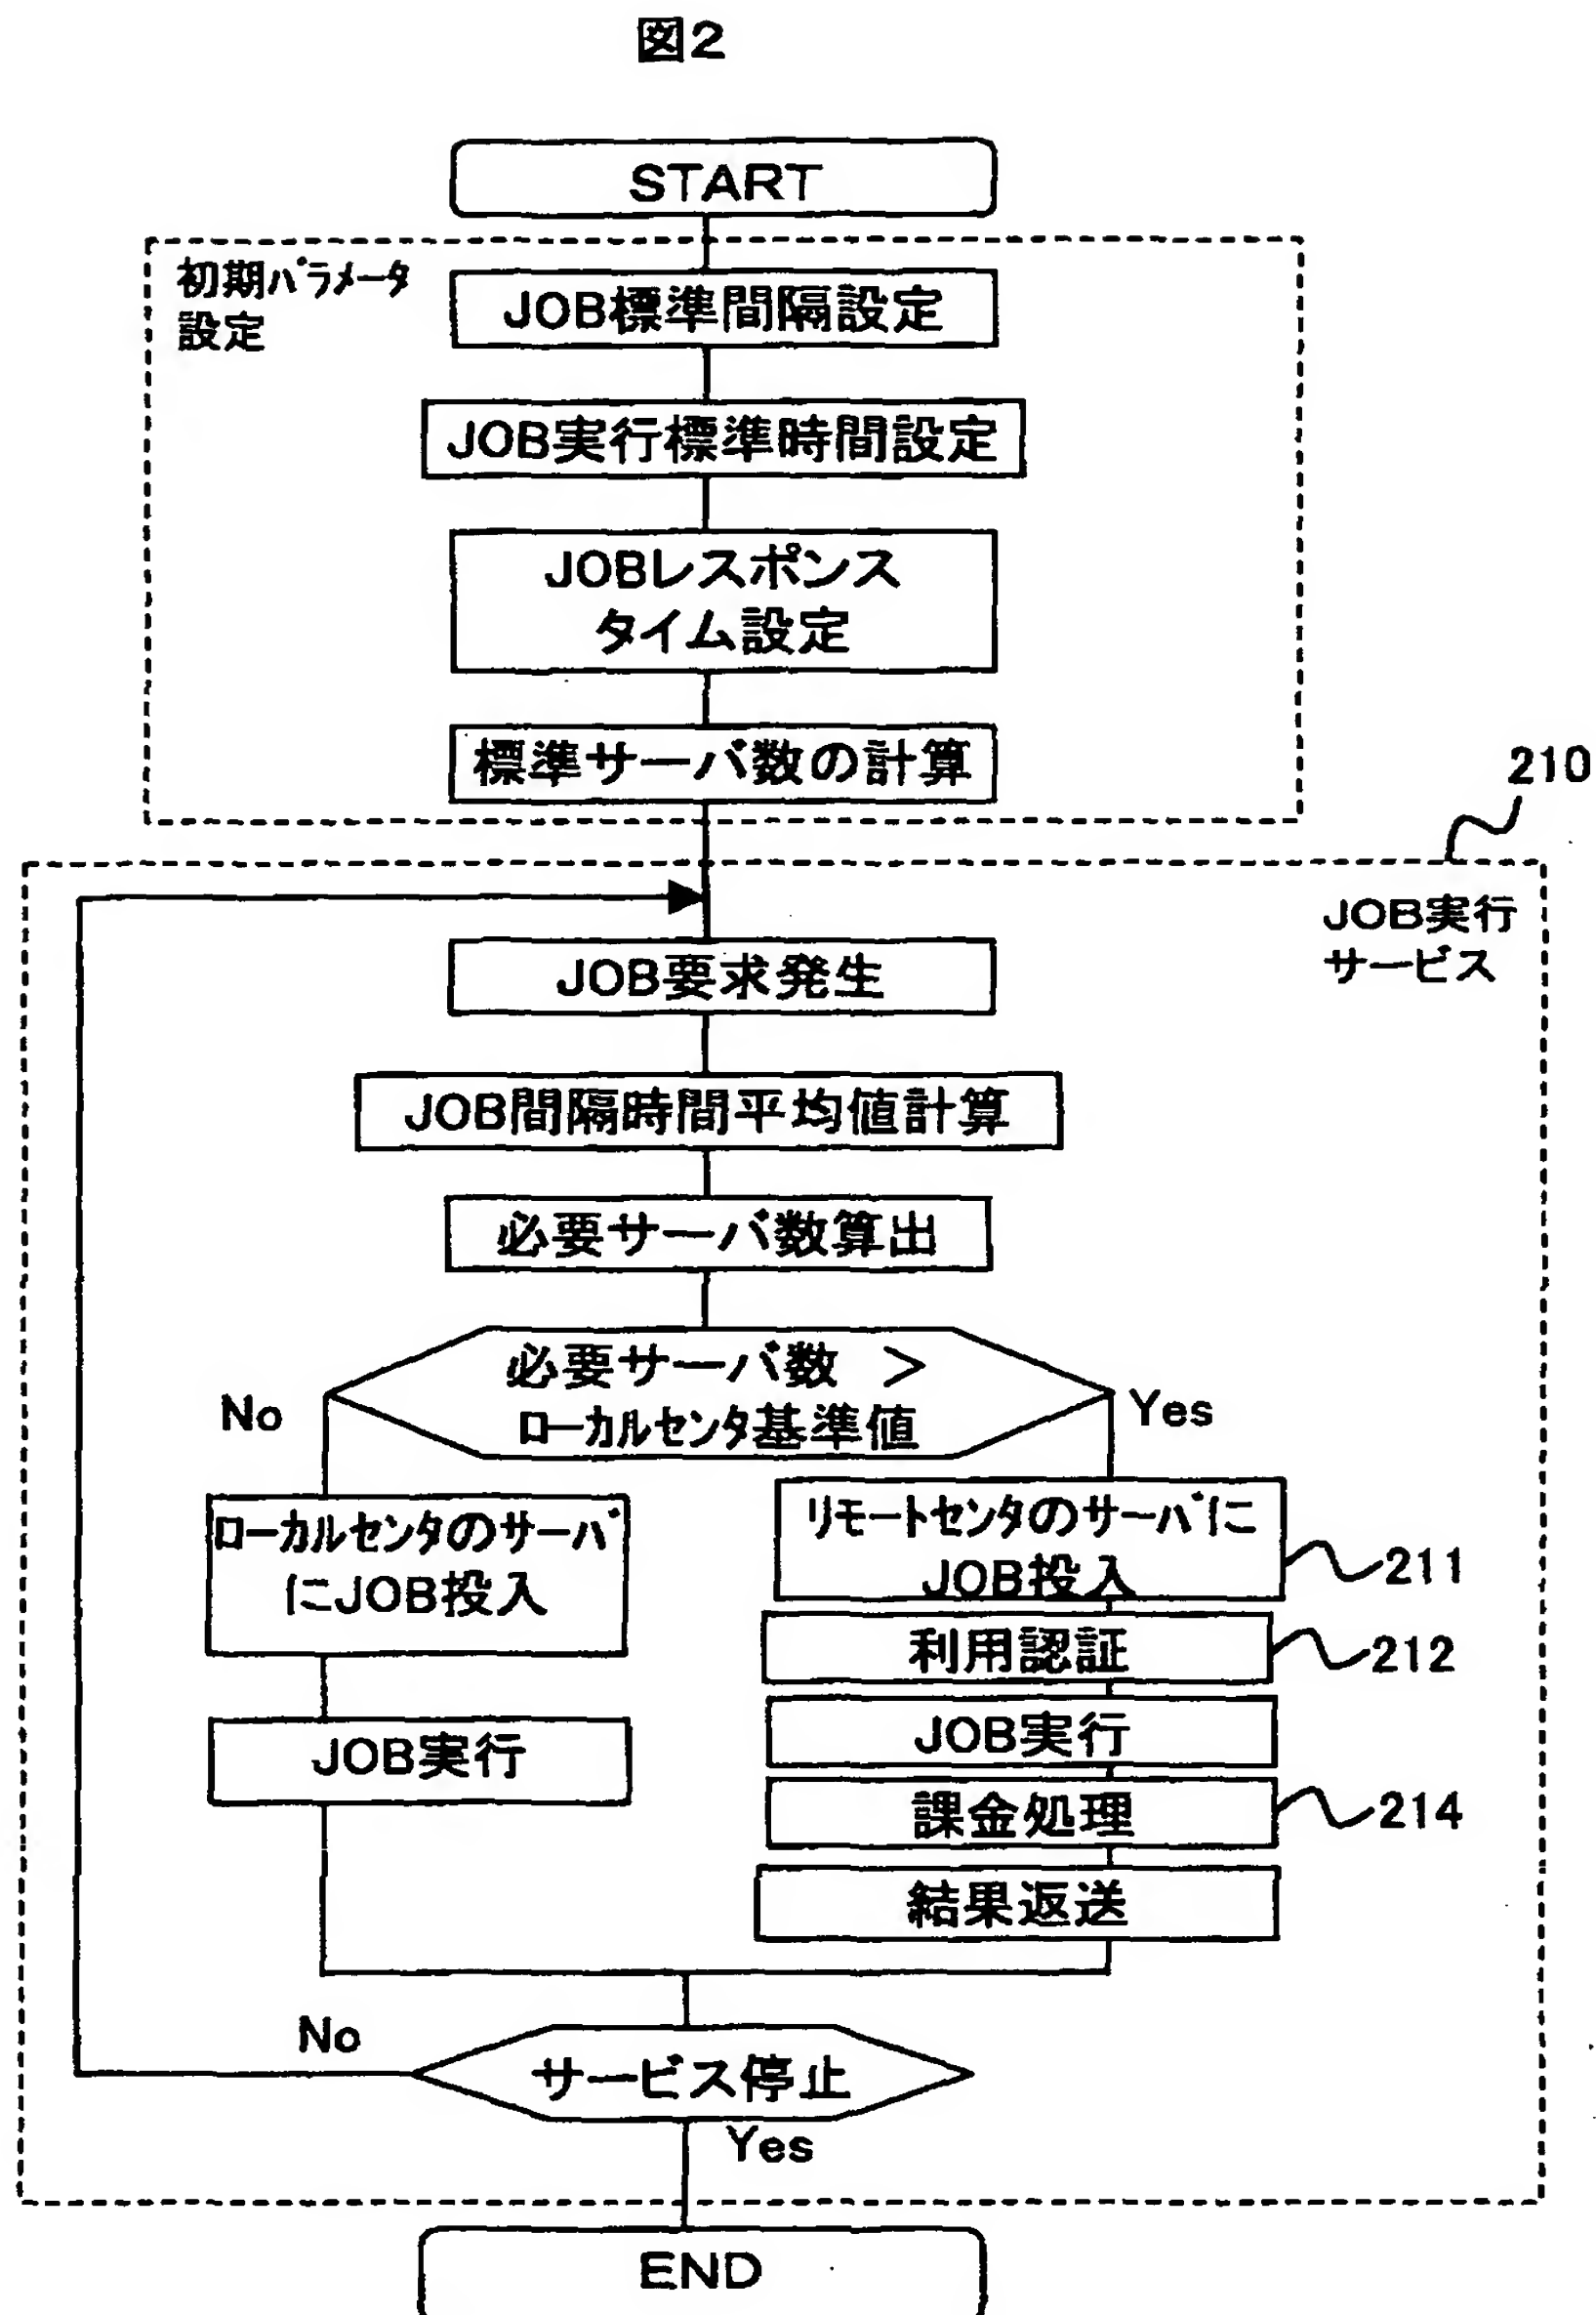 図2
START
初期パラメータ
設定
JOB標準間隔設定
JOB実行標準時間設定
JOBレスポンス
タイム設定
標準サーバ数の計算
210
JOB実行
サービス
JOB要求発生
JOB間隔時間平均値計算
必要サーバ数算出
必要サーバ数 >
ローカルセンタ基準値
No
Yes
ローカルセンタのサーバ
にJOB投入
JOB実行
リモートセンタのサーバに
JOB投入
211
利用認証
212
JOB実行
課金処理
214
結果返送
サービス停止
No
Yes
END